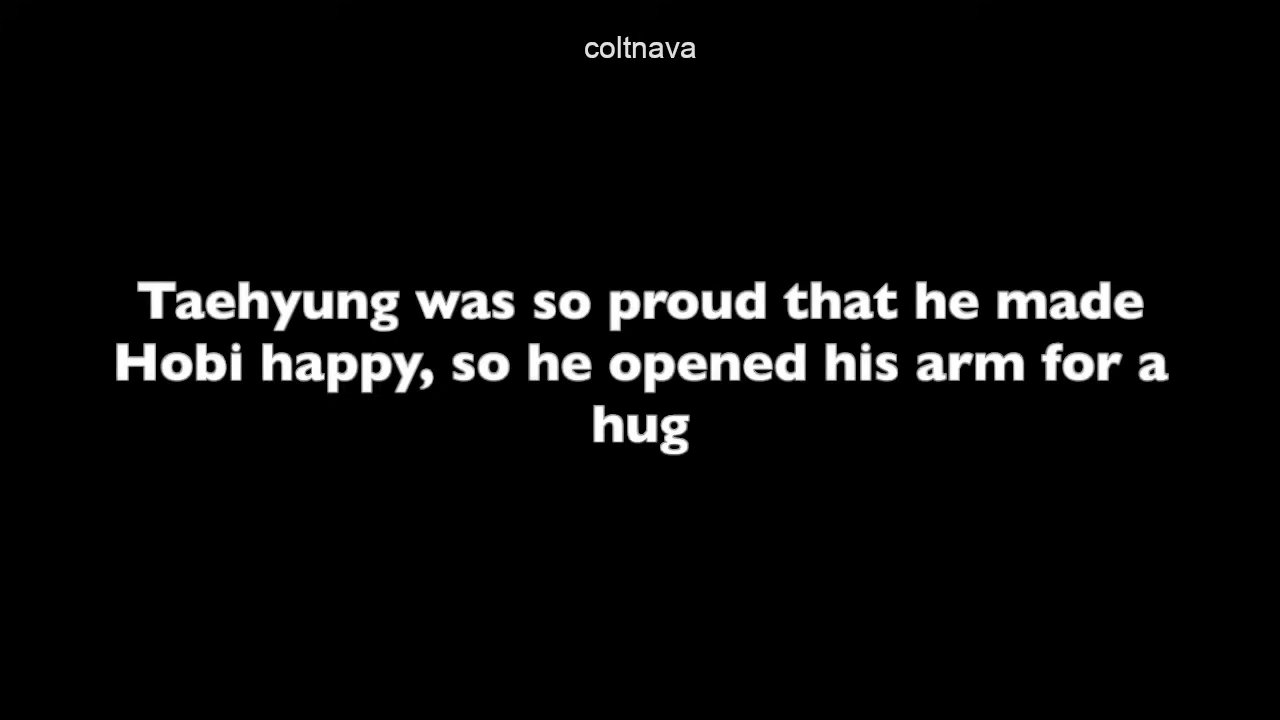 coltnava
Taehyung was so proud that he made
Hobi happy, so he opened his arm for a
hug